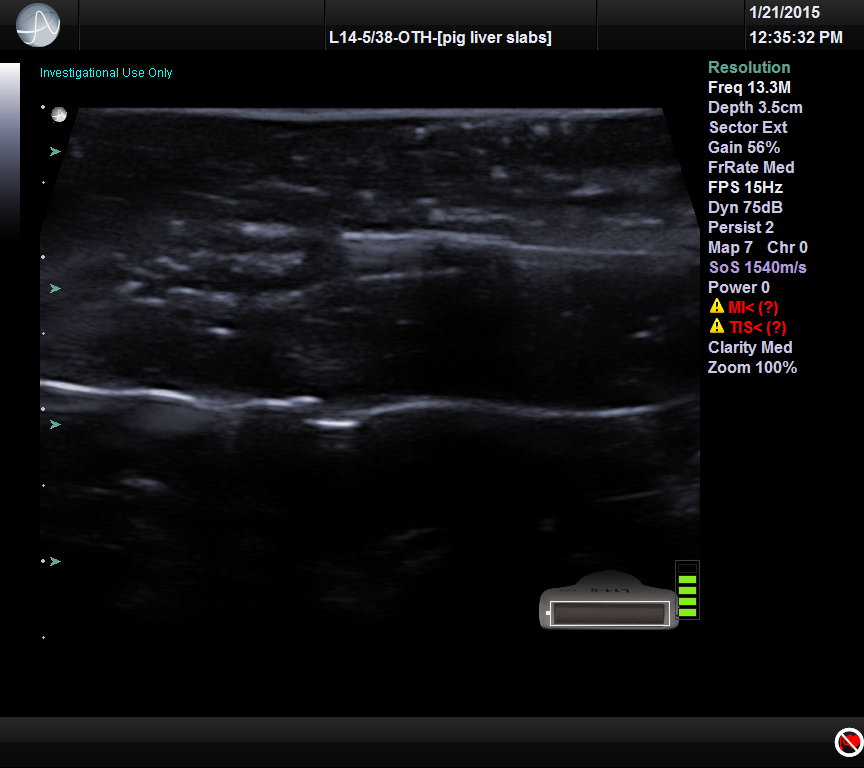 1/21/2015
L14-5/38-OTH-[pig liver slabs]
12:35:32 PM
Investigational Use Only
Resolution
Freq 13.3M
Depth 3.5cm
Sector Ext
Gain 56%
FrRate Med
FPS 15Hz
Dyn 75dB
Persist 2
Map 7 Chr 0
SoS 1540m/s
Power 0
MI< (?)
TIS< (?)
Clarity Med
Zoom 100%
L14-5